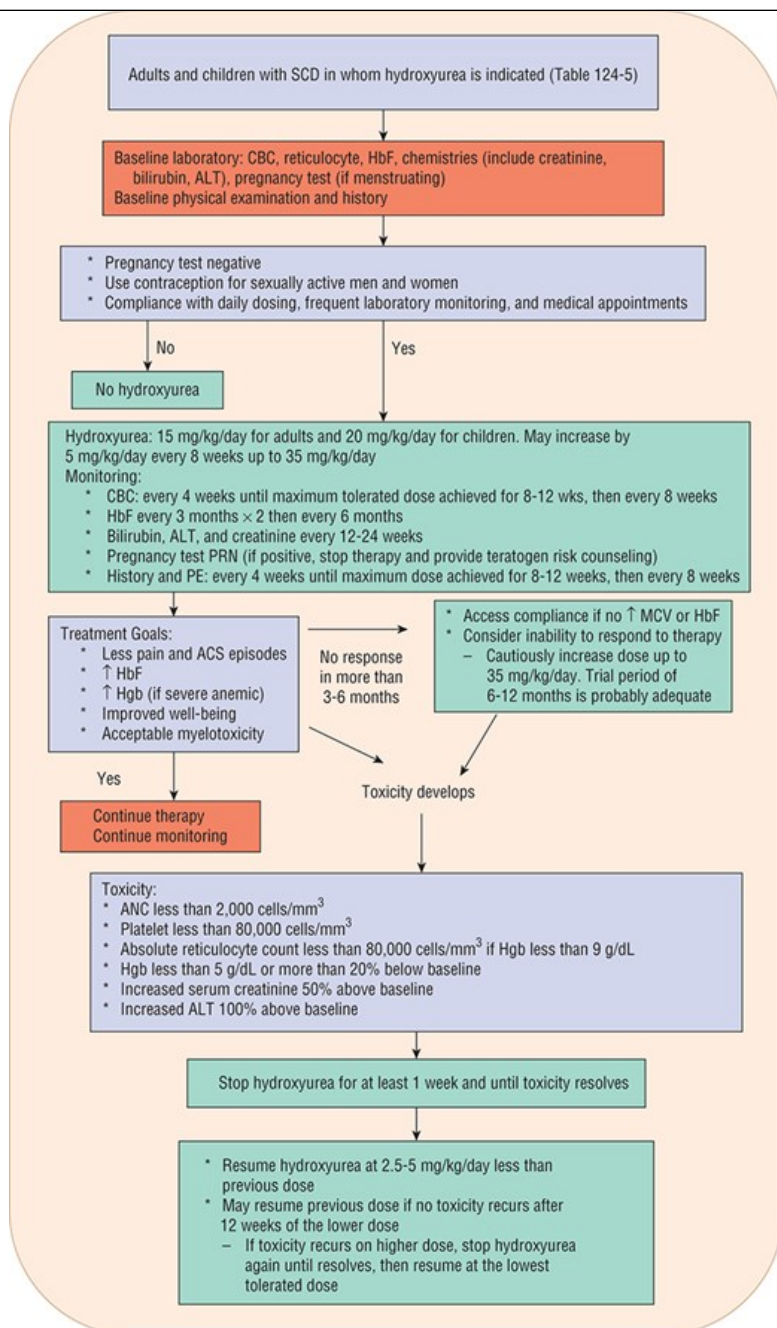 Adults and children with SCD in whom hydroxyurea is indicated (Table 124-5)
Baseline laboratory: CBC, reticulocyte, HbF, chemistries (include creatinine,
bilirubin, ALT), pregnancy test (if menstruating)
Baseline physical examination and history
* Pregnancy test negative
* Use contraception for sexually active men and women
* Compliance with daily dosing, frequent laboratory monitoring, and medical appointments
No
Yes
No hydroxyurea
Hydroxyurea: 15 mg/kg/day for adults and 20 mg/kg/day for children. May increase by
5 mg/kg/day every 8 weeks up to 35 mg/kg/day
Monitoring:
* CBC: every 4 weeks until maximum tolerated dose achieved for 8-12 wks, then every 8 weeks
* HbF every 3 months × 2 then every 6 months
* Bilirubin, ALT, and creatinine every 12-24 weeks
* Pregnancy test PRN (if positive, stop therapy and provide teratogen risk counseling)
* History and PE: every 4 weeks until maximum dose achieved for 8-12 weeks, then every 8 weeks
Treatment Goals:
* Less pain and ACS episodes
* ↑ HbF
* ↑ Hgb (if severe anemic)
* Improved well-being
* Acceptable myelotoxicity
No response
in more than
3-6 months
* Access compliance if no ↑ MCV or HbF
* Consider inability to respond to therapy
– Cautiously increase dose up to
35 mg/kg/day. Trial period of
6-12 months is probably adequate
Yes
Toxicity develops
Continue therapy
Continue monitoring
Toxicity:
* ANC less than 2,000 cells/mm³
* Platelet less than 80,000 cells/mm³
* Absolute reticulocyte count less than 80,000 cells/mm³ if Hgb less than 9 g/dL
* Hgb less than 5 g/dL or more than 20% below baseline
* Increased serum creatinine 50% above baseline
* Increased ALT 100% above baseline
Stop hydroxyurea for at least 1 week and until toxicity resolves
* Resume hydroxyurea at 2.5-5 mg/kg/day less than
previous dose
* May resume previous dose if no toxicity recurs after
12 weeks of the lower dose
– If toxicity recurs on higher dose, stop hydroxyurea
again until resolves, then resume at the lowest
tolerated dose